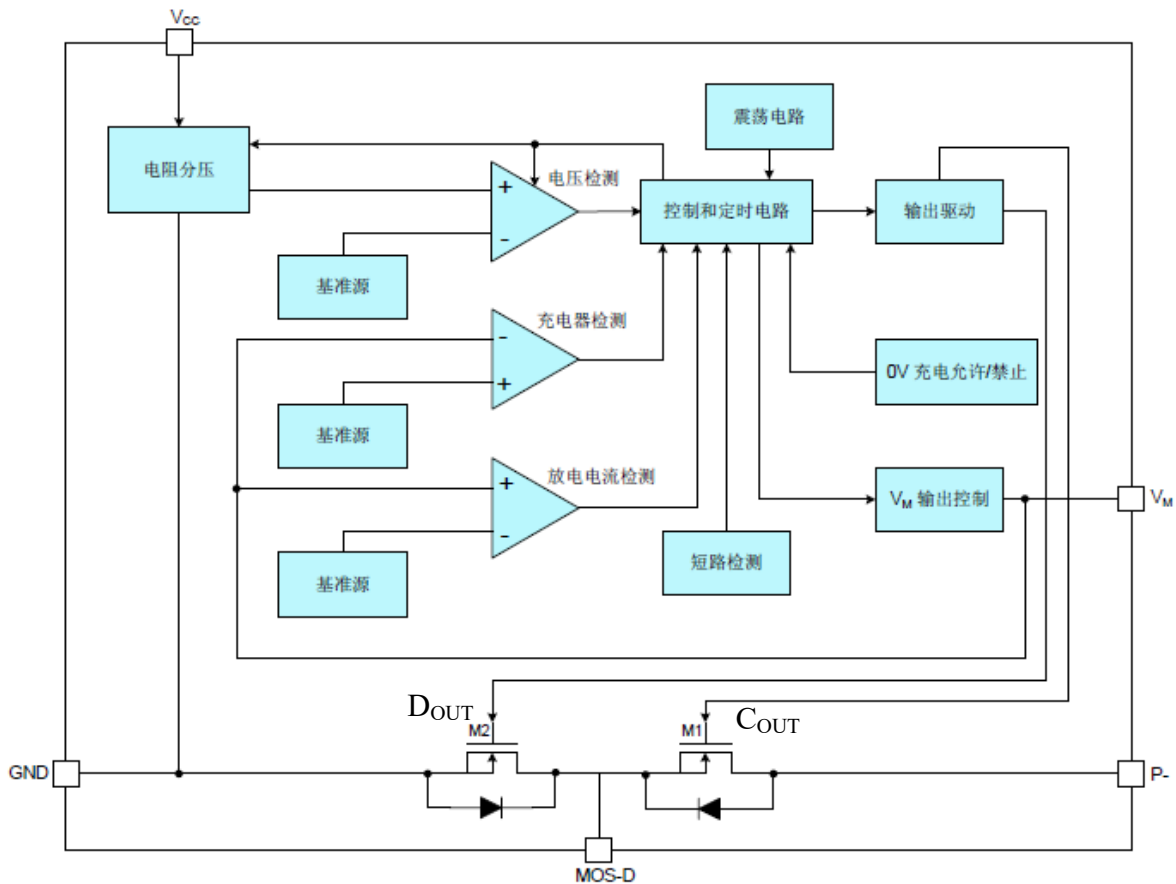 VCC
震荡电路
电阻分压
+
电压检测
-
控制和定时电路
输出驱动
基准源
充电器检测
-
+
0V 充电允许/禁止
基准源
放电电流检测
+
-
VM 输出控制
VM
短路检测
基准源
DOUT
M2
M1
COUT
GND
P-
MOS-D